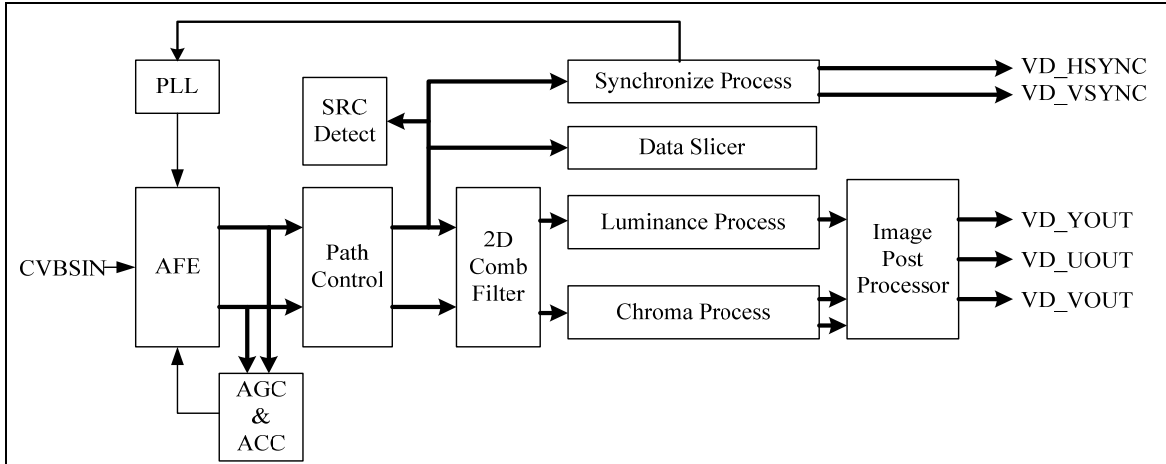 PLL
SRC
Detect
Synchronize Process
VD_HSYNC
VD_VSYNC
Data Slicer
CVBSIN
AFE
Path
Control
2D
Comb
Filter
Luminance Process
Chroma Process
Image
Post
Processor
VD_YOUT
VD_UOUT
VD_VOUT
AGC
&
ACC